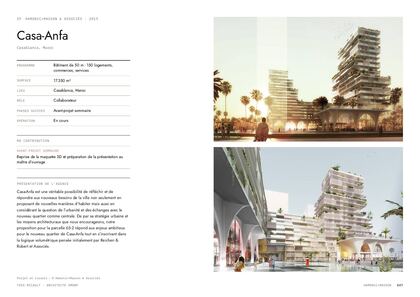 Casa-Anfa
Casablanca, Maroc
PROGRAMME
Bâtiment de 50 m : 150 logements,
commerces, services
SURFACE
17 350 m²
LIEU
Casablanca, Maroc
RÔLE
Collaborateur
PHASES SUIVIES
Avant-projet sommaire
OPÉRATION
En cours
MA CONTRIBUTION
AVANT-PROJET SOMMAIRE
Reprise de la maquette 3D et préparation de la présentation au
maître d'ouvrage.
PRÉSENTATION DE L'AGENCE
Casa-Anfa est une véritable possibilité de réfléchir et de
répondre aux nouveaux besoins de la ville non seulement en
proposant de nouvelles manières d'habiter mais aussi en
considérant la question de l'urbanité et des échanges avec le
nouveau quartier comme centrale. De par sa stratégie urbaine et
les moyens architecturaux que nous encourageons, notre
proposition pour la parcelle 65-2 répond aux enjeux ambitieux
pour le nouveau quartier de Casa-Anfa tout en s'inscrivant dans
la logique volumétrique pensée initialement par Reichen &
Robert et Associés.